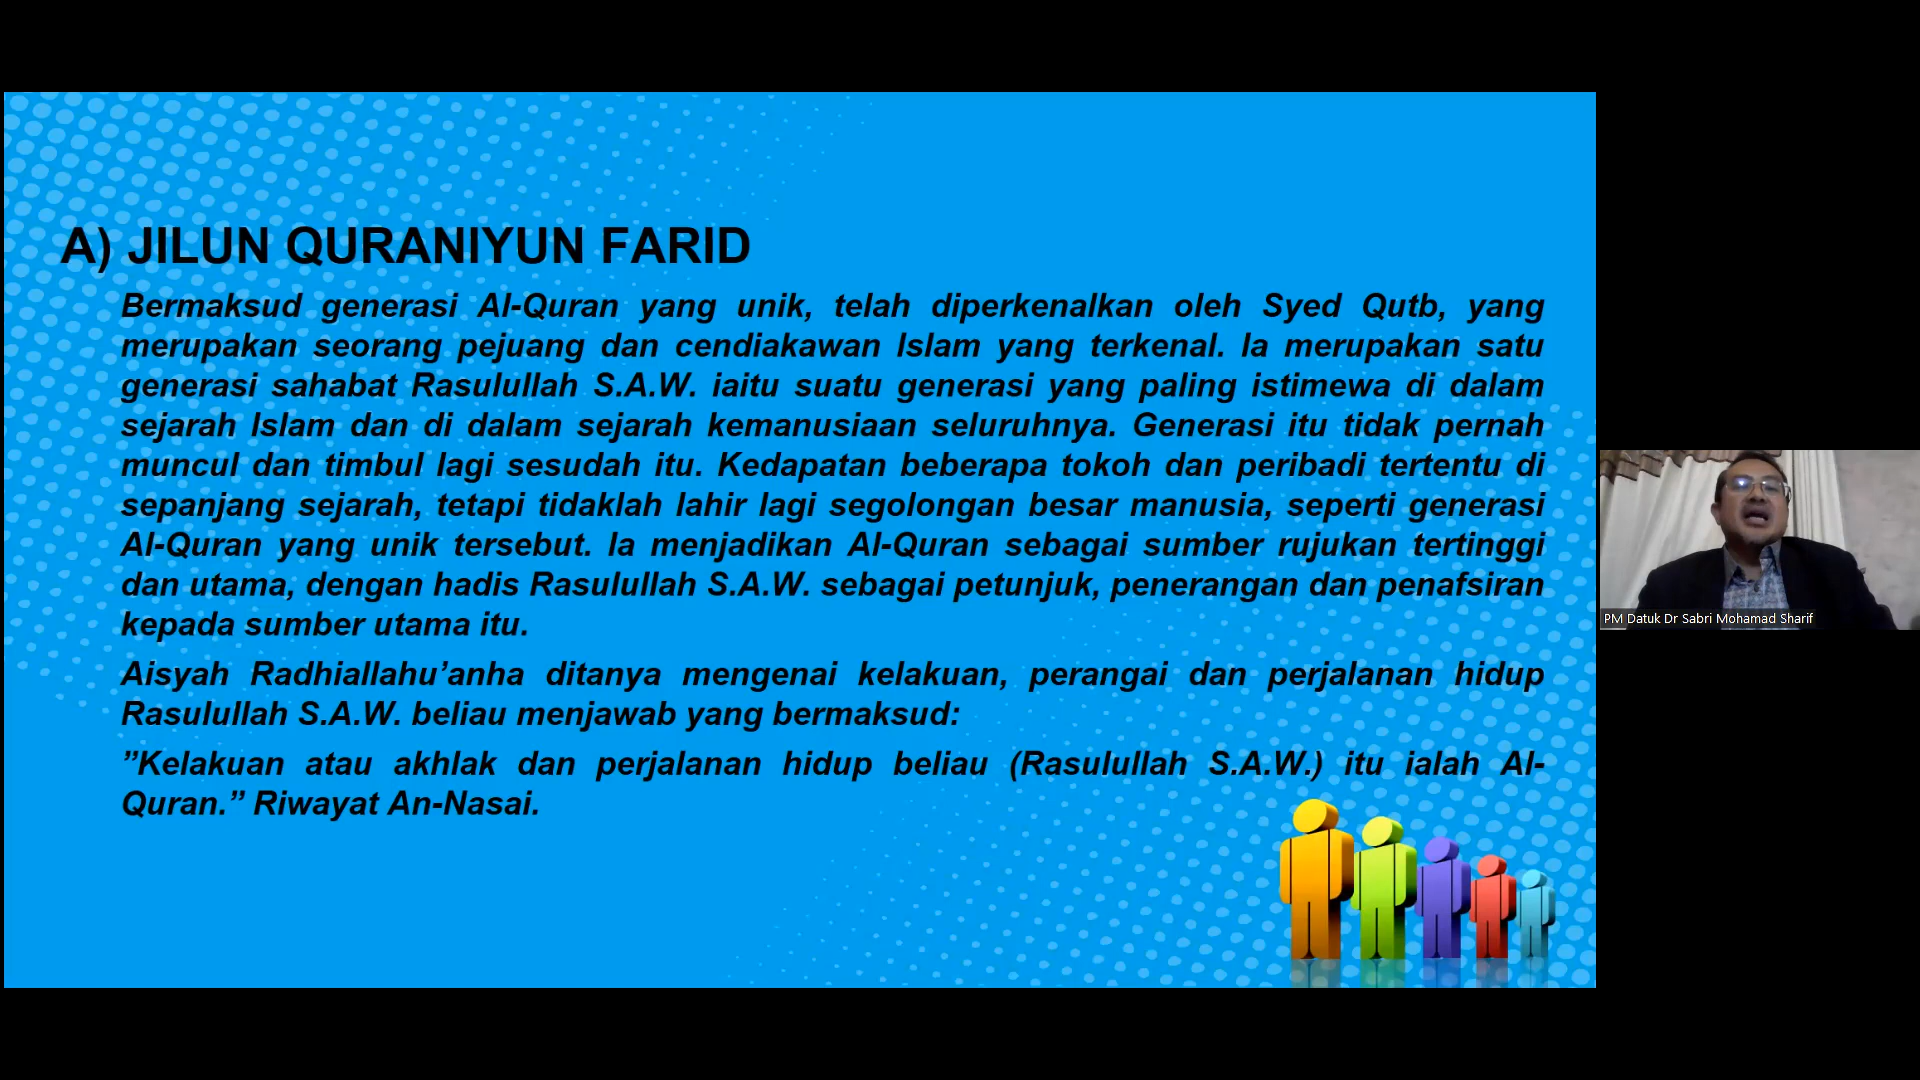 A) JILUN QURANIYUN FARID
Bermaksud generasi Al-Quran yang unik, telah diperkenalkan oleh Syed Qutb, yang
merupakan seorang pejuang dan cendiakawan Islam yang terkenal. Ia merupakan satu
generasi sahabat Rasulullah S.A.W. iaitu suatu generasi yang paling istimewa di dalam
sejarah Islam dan di dalam sejarah kemanusiaan seluruhnya. Generasi itu tidak pernah
muncul dan timbul lagi sesudah itu. Kedapatan beberapa tokoh dan peribadi tertentu di
sepanjang sejarah, tetapi tidaklah lahir lagi segolongan besar manusia, seperti generasi
Al-Quran yang unik tersebut. Ia menjadikan Al-Quran sebagai sumber rujukan tertinggi
dan utama, dengan hadis Rasulullah S.A.W. sebagai petunjuk, penerangan dan penafsiran
kepada sumber utama itu.
Aisyah Radhiallahu’anha ditanya mengenai kelakuan, perangai dan perjalanan hidup
Rasulullah S.A.W. beliau menjawab yang bermaksud:
”Kelakuan atau akhlak dan perjalanan hidup beliau (Rasulullah S.A.W.) itu ialah Al-
Quran.” Riwayat An-Nasai.
PM Datuk Dr Sabri Mohamad Sharif